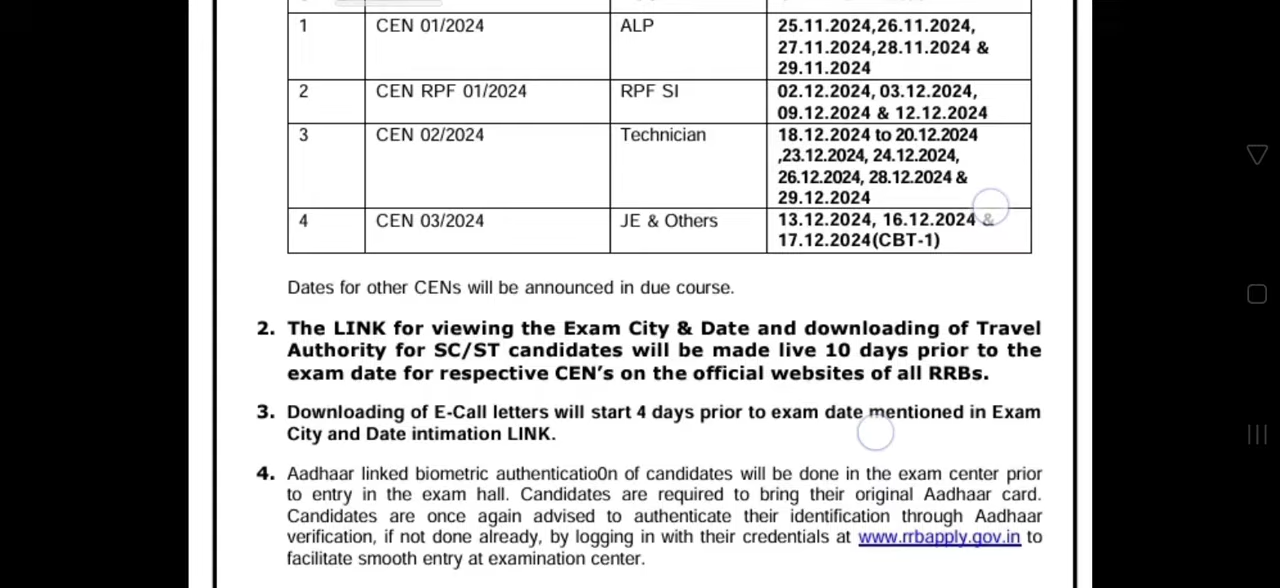 1 CEN 01/2024 ALP 25.11.2024,26.11.2024,
27.11.2024,28.11.2024 &
29.11.2024
2 CEN RPF 01/2024 RPF SI 02.12.2024, 03.12.2024,
09.12.2024 & 12.12.2024
3 CEN 02/2024 Technician 18.12.2024 to 20.12.2024
,23.12.2024, 24.12.2024,
26.12.2024, 28.12.2024 &
29.12.2024
4 CEN 03/2024 JE & Others 13.12.2024, 16.12.2024 &
17.12.2024(CBT-1)
Dates for other CENs will be announced in due course.
2. The LINK for viewing the Exam City & Date and downloading of Travel
Authority for SC/ST candidates will be made live 10 days prior to the
exam date for respective CEN's on the official websites of all RRBs.
3. Downloading of E-Call letters will start 4 days prior to exam date mentioned in Exam
City and Date intimation LINK.
4. Aadhaar linked biometric authenticatio0n of candidates will be done in the exam center prior
to entry in the exam hall. Candidates are required to bring their original Aadhaar card.
Candidates are once again advised to authenticate their identification through Aadhaar
verification, if not done already, by logging in with their credentials at www.rrbapply.gov.in to
facilitate smooth entry at examination center.